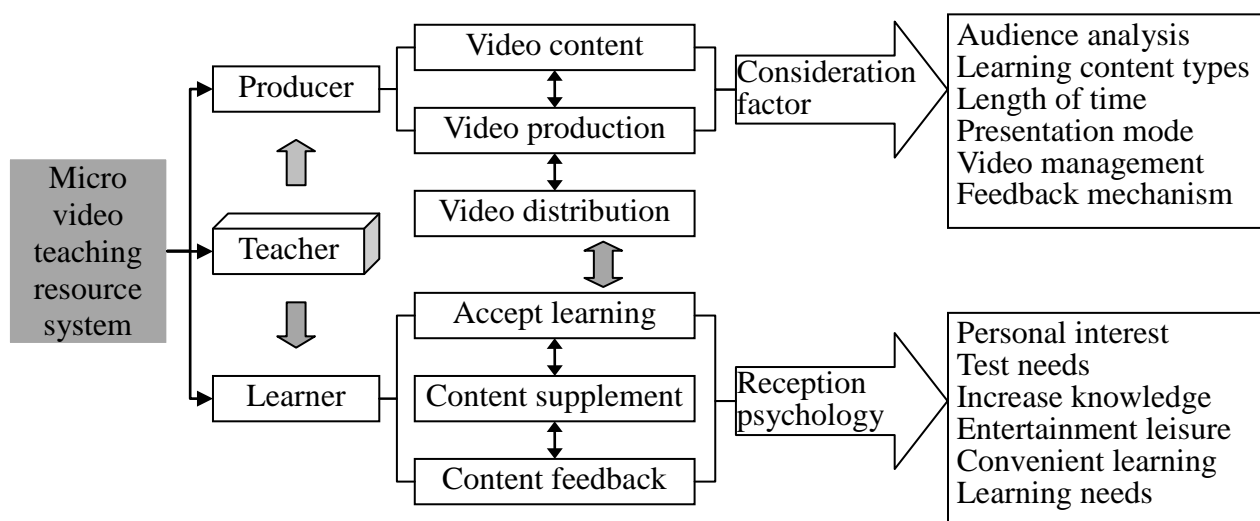 Micro
video
teaching
resource
system
Producer
Teacher
Learner
Video content
Video production
Video distribution
Accept learning
Content supplement
Content feedback
Consideration
factor
Reception
psychology
Audience analysis
Learning content types
Length of time
Presentation mode
Video management
Feedback mechanism
Personal interest
Test needs
Increase knowledge
Entertainment leisure
Convenient learning
Learning needs